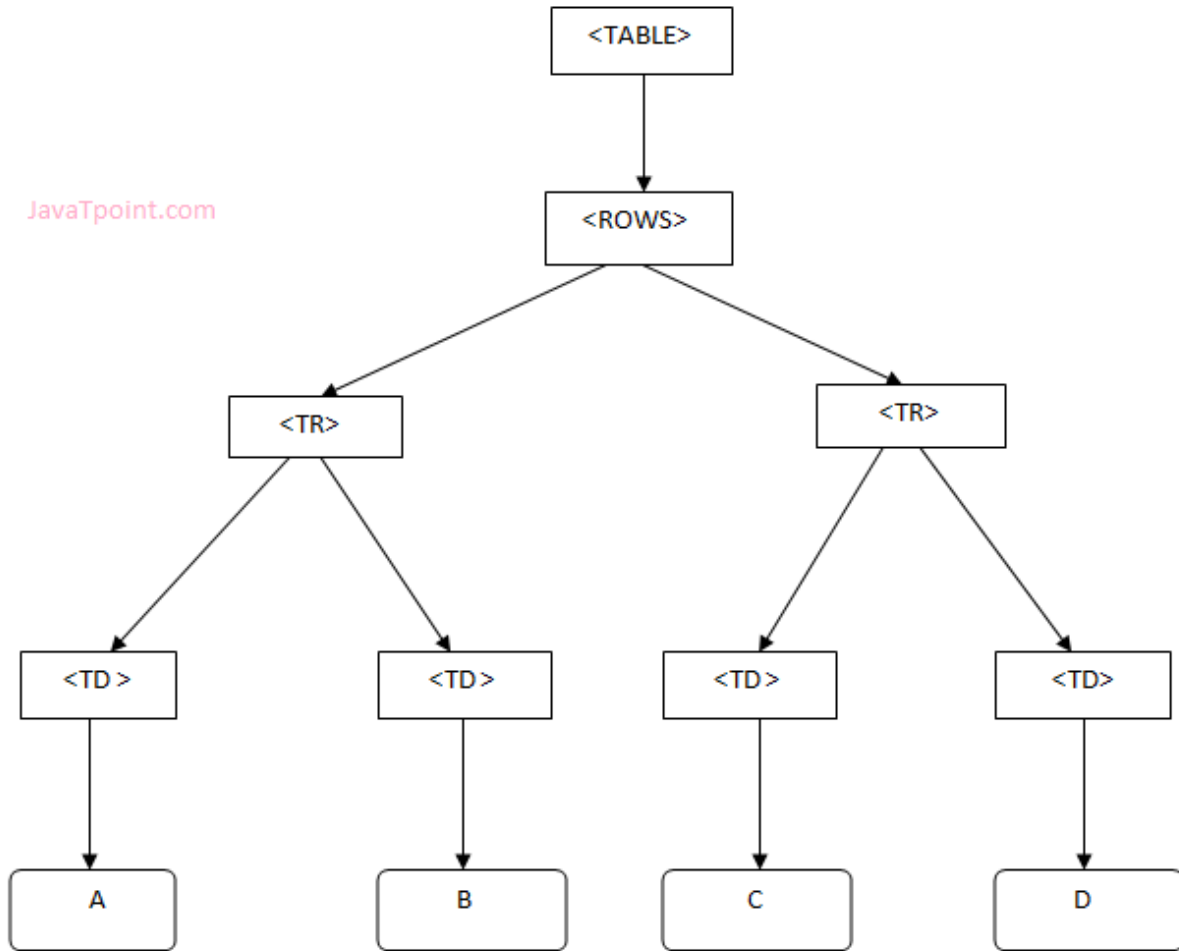 <TABLE>
JavaTpoint.com
<ROWS>
<TR>
<TR>
<TD >
<TD >
<TD >
<TD>
A
B
C
D